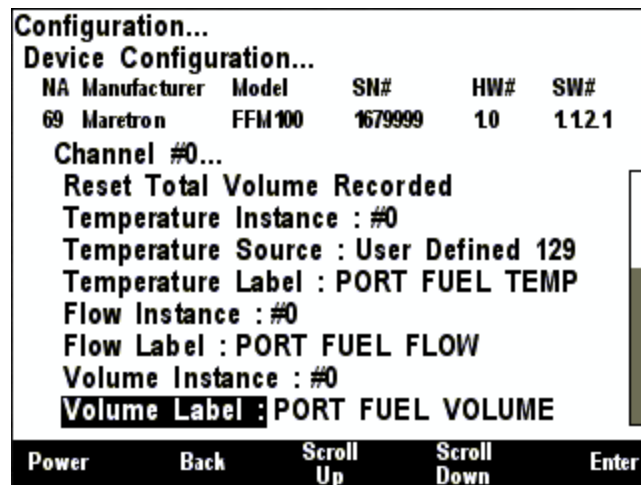 Configuration...
Device Configuration...
NA Manufacturer Model SN# HW# SW#
69 Maretron FFM100 1679999 1.0 1.1.2.1
Channel #0...
Reset Total Volume Recorded
Temperature Instance : #0
Temperature Source : User Defined 129
Temperature Label : PORT FUEL TEMP
Flow Instance : #0
Flow Label : PORT FUEL FLOW
Volume Instance : #0
Volume Label : PORT FUEL VOLUME
Power Back Scroll Up Scroll Down Enter